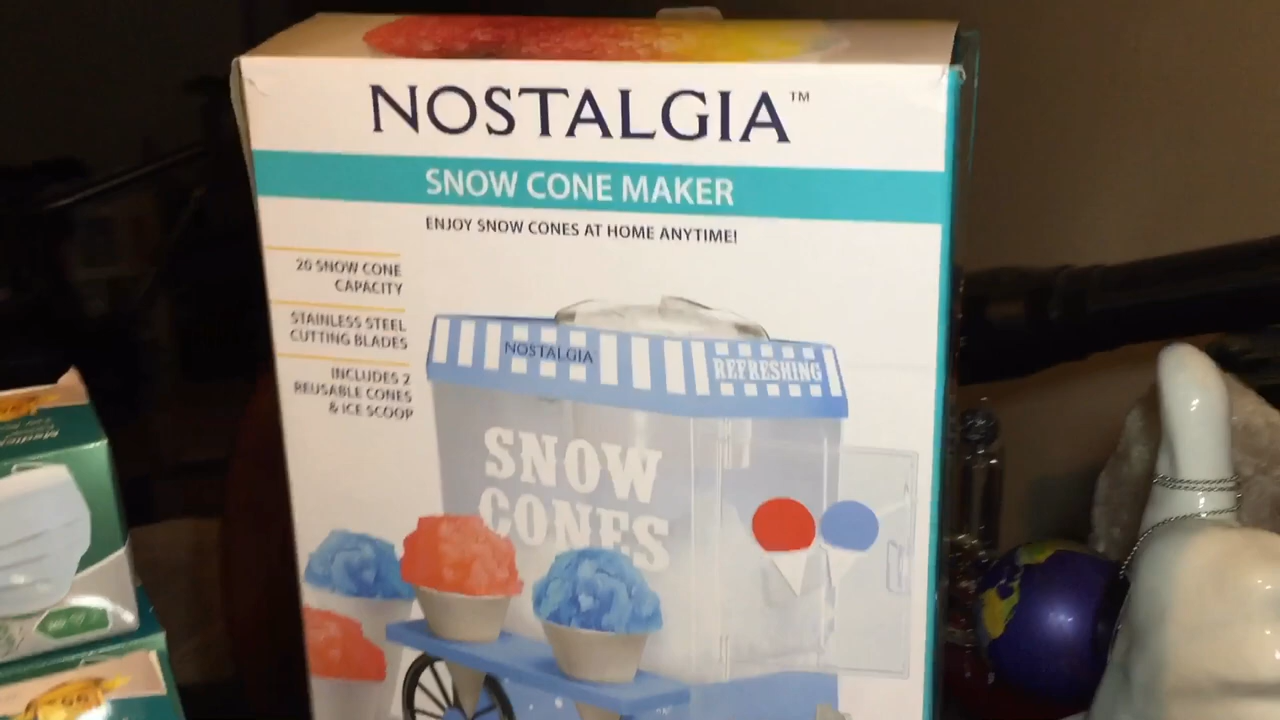 NOSTALGIA™
SNOW CONE MAKER
ENJOY SNOW CONES AT HOME ANYTIME!
20 SNOW CONE
CAPACITY
STAINLESS STEEL
CUTTING BLADES
INCLUDES 2
REUSABLE CONES
& ICE SCOOP
NOSTALGIA
REFRESHING
SNOW
CONES